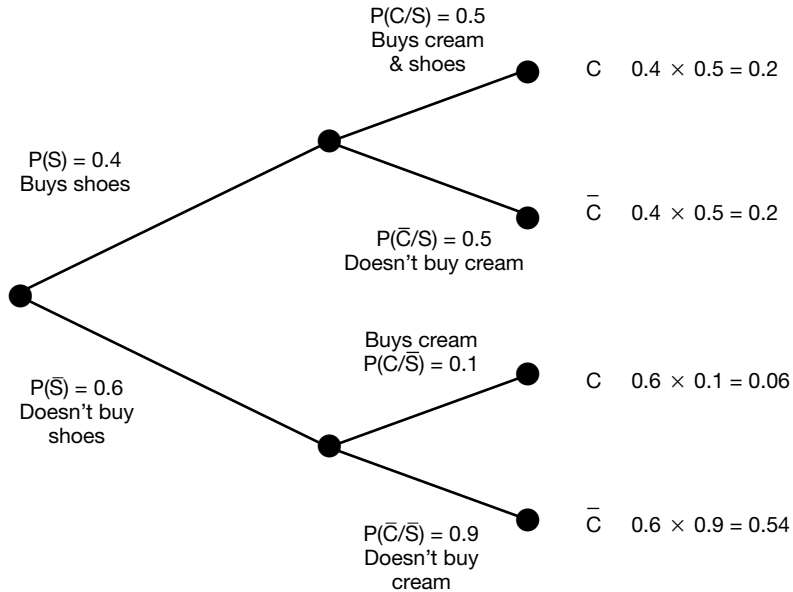 P(C/S) = 0.5
Buys cream
& shoes
C 0.4 × 0.5 = 0.2
P(S) = 0.4
Buys shoes
C̅ 0.4 × 0.5 = 0.2
P(C̅/S) = 0.5
Doesn't buy cream
Buys cream
P(C/S̅) = 0.1
C 0.6 × 0.1 = 0.06
P(S̅) = 0.6
Doesn't buy
shoes
C̅ 0.6 × 0.9 = 0.54
P(C̅/S̅) = 0.9
Doesn't buy
cream